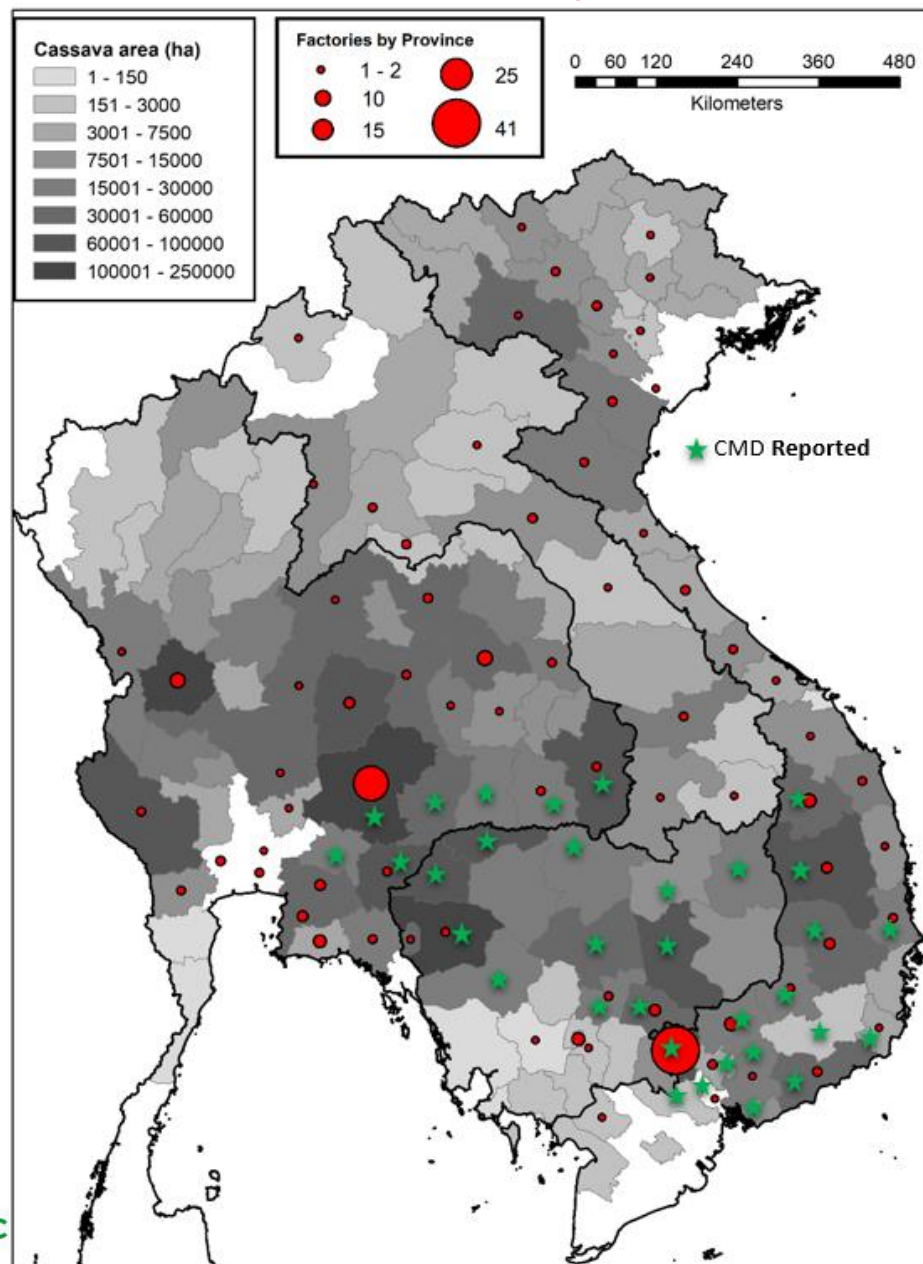 Cassava area (ha)
1 - 150
151 - 3000
3001 - 7500
7501 - 15000
15001 - 30000
30001 - 60000
60001 - 100000
100001 - 250000
Factories by Province
1 - 2
10
15
25
41
0 60 120 240 360 480
Kilometers
CMD Reported
C